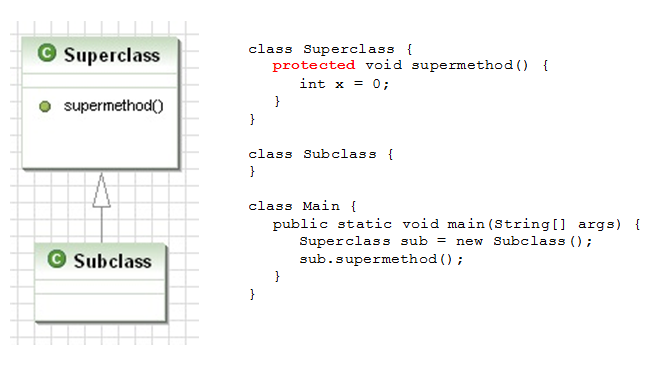 C Superclass
supermethod()
C Subclass
class Superclass {
protected void supermethod() {
int x = 0;
}
}
class Subclass {
}
class Main {
public static void main(String[] args) {
Superclass sub = new Subclass();
sub.supermethod();
}
}